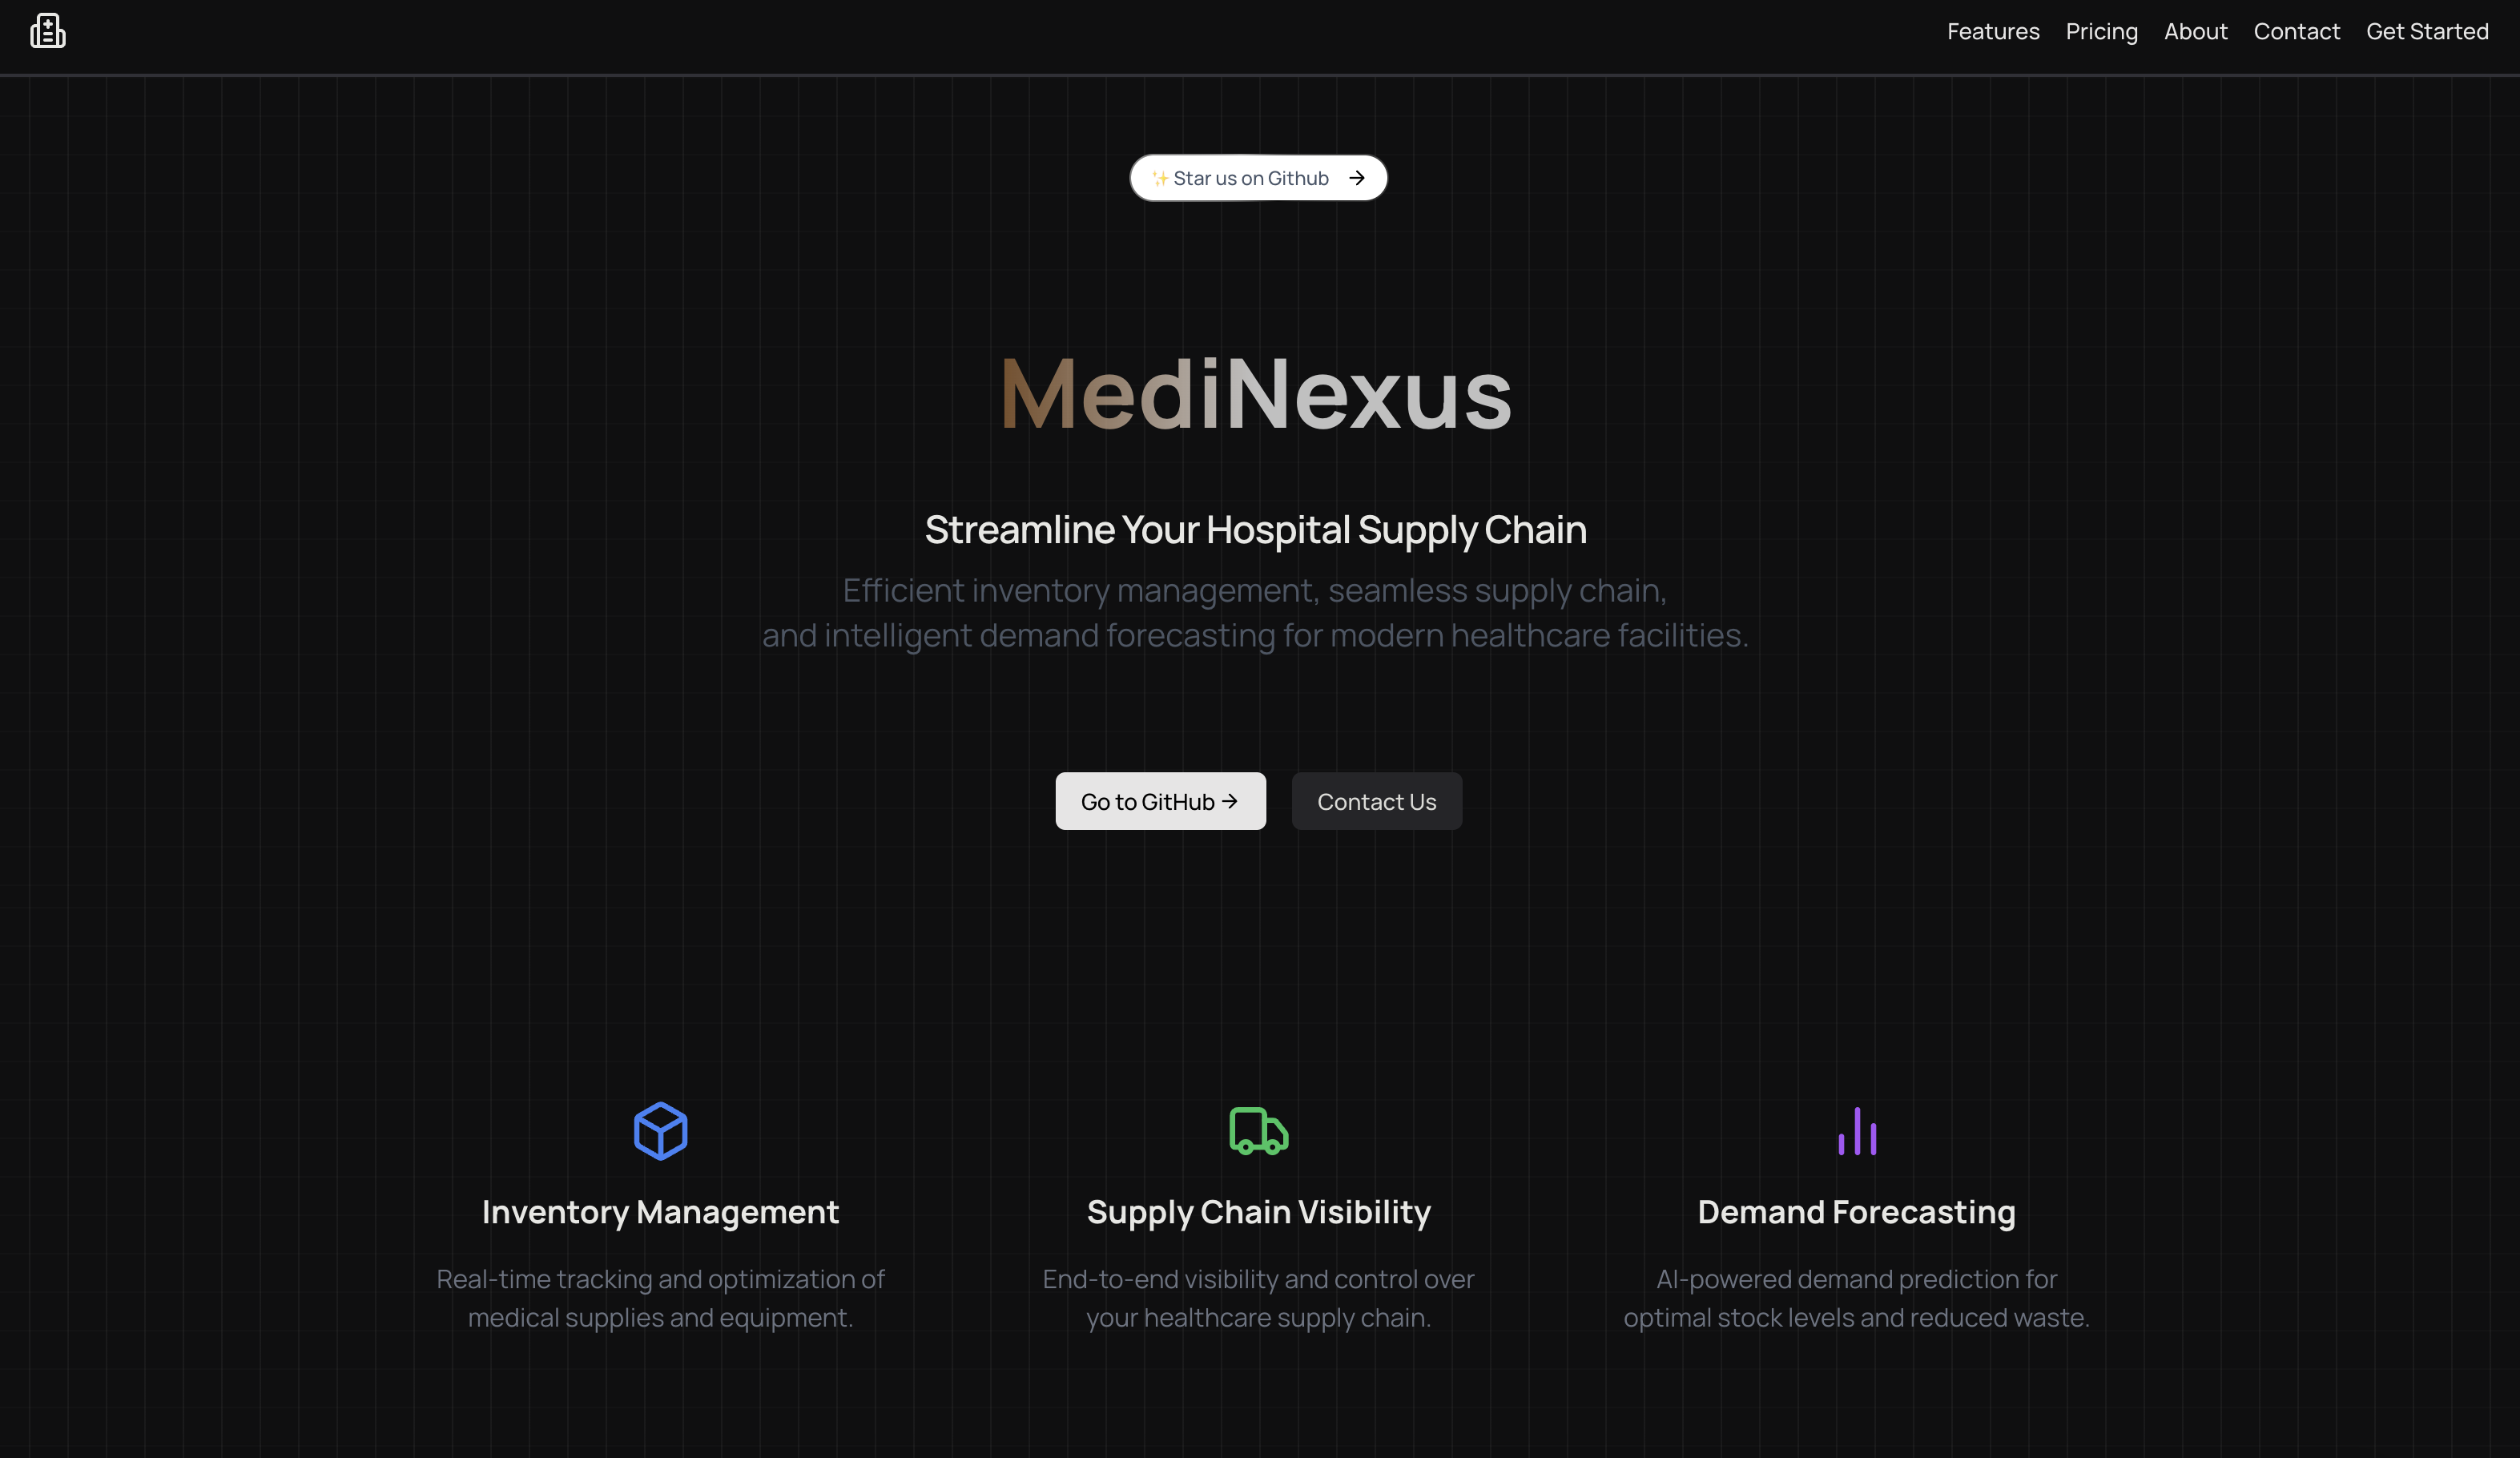 Features Pricing About Contact Get Started
✨ Star us on Github →
MediNexus
Streamline Your Hospital Supply Chain
Efficient inventory management, seamless supply chain,
and intelligent demand forecasting for modern healthcare facilities.
Go to GitHub → Contact Us
Inventory Management
Real-time tracking and optimization of
medical supplies and equipment.
Supply Chain Visibility
End-to-end visibility and control over
your healthcare supply chain.
Demand Forecasting
AI-powered demand prediction for
optimal stock levels and reduced waste.